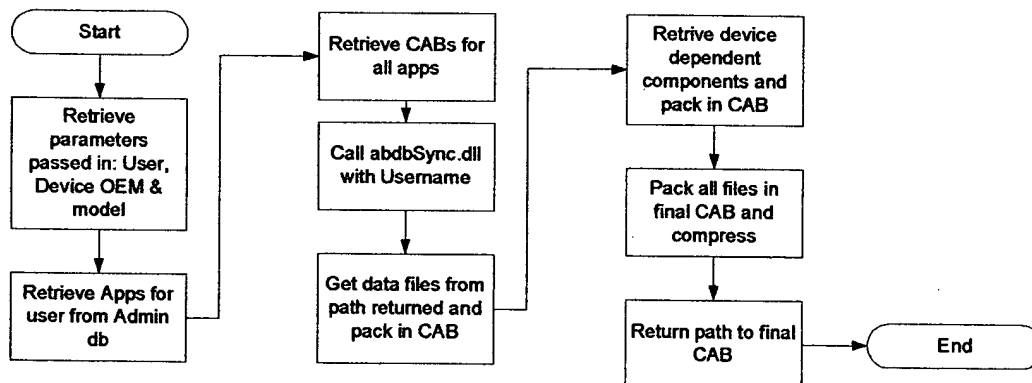 Start
Retrieve
parameters
passed in: User,
Device OEM &
model
Retrieve Apps for
user from Admin
db
Retrieve CABs for
all apps
Call abdbSync.dll
with Username
Get data files from
path returned and
pack in CAB
Retrive device
dependent
components and
pack in CAB
Pack all files in
final CAB and
compress
Return path to final
CAB
End